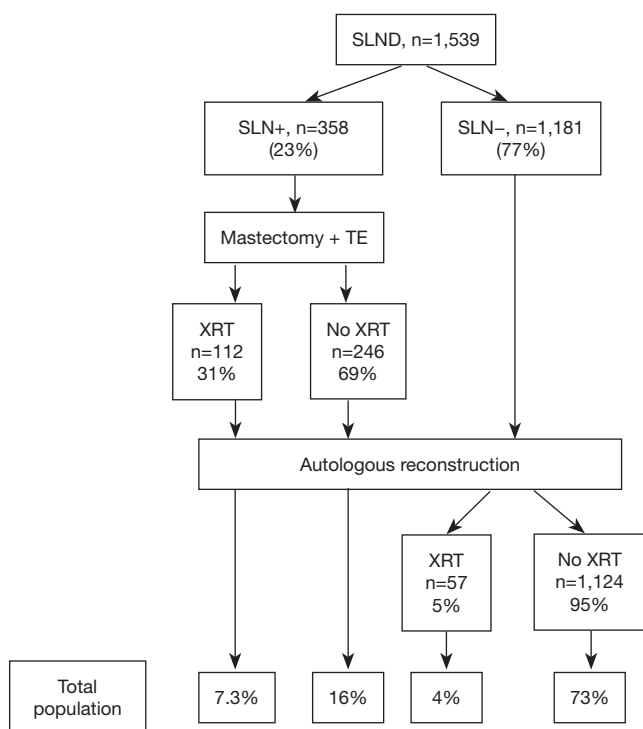 SLND, n=1,539
SLN+, n=358
(23%)
SLN−, n=1,181
(77%)
Mastectomy + TE
XRT
n=112
31%
No XRT
n=246
69%
Autologous reconstruction
XRT
n=57
5%
No XRT
n=1,124
95%
Total
population
7.3%
16%
4%
73%